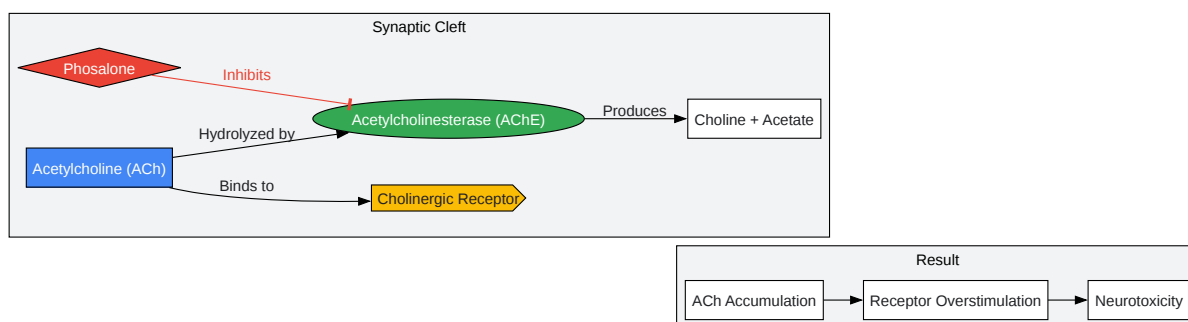 Synaptic Cleft
Phosalone
Inhibits
Acetylcholinesterase (AChE)
Produces
Choline + Acetate
Hydrolyzed by
Acetylcholine (ACh)
Binds to
Cholinergic Receptor
Result
ACh Accumulation
Receptor Overstimulation
Neurotoxicity